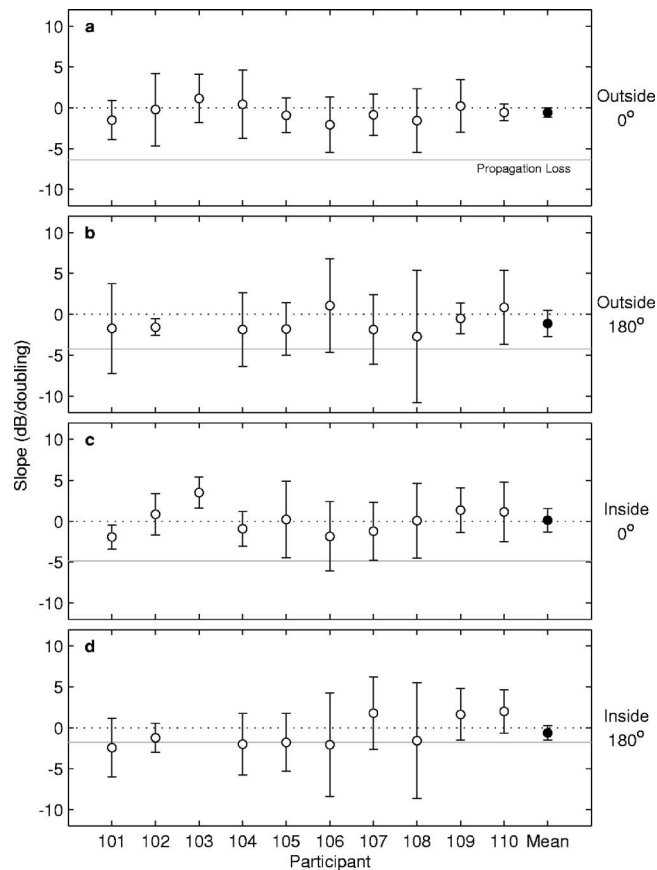 a
10
5
0
-5
-10
Propagation Loss
Outside
0°
b
10
5
0
-5
-10
Outside
180°
Slope (dB/doubling)
c
10
5
0
-5
-10
Inside
0°
d
10
5
0
-5
-10
Inside
180°
101 102 103 104 105 106 107 108 109 110 Mean
Participant